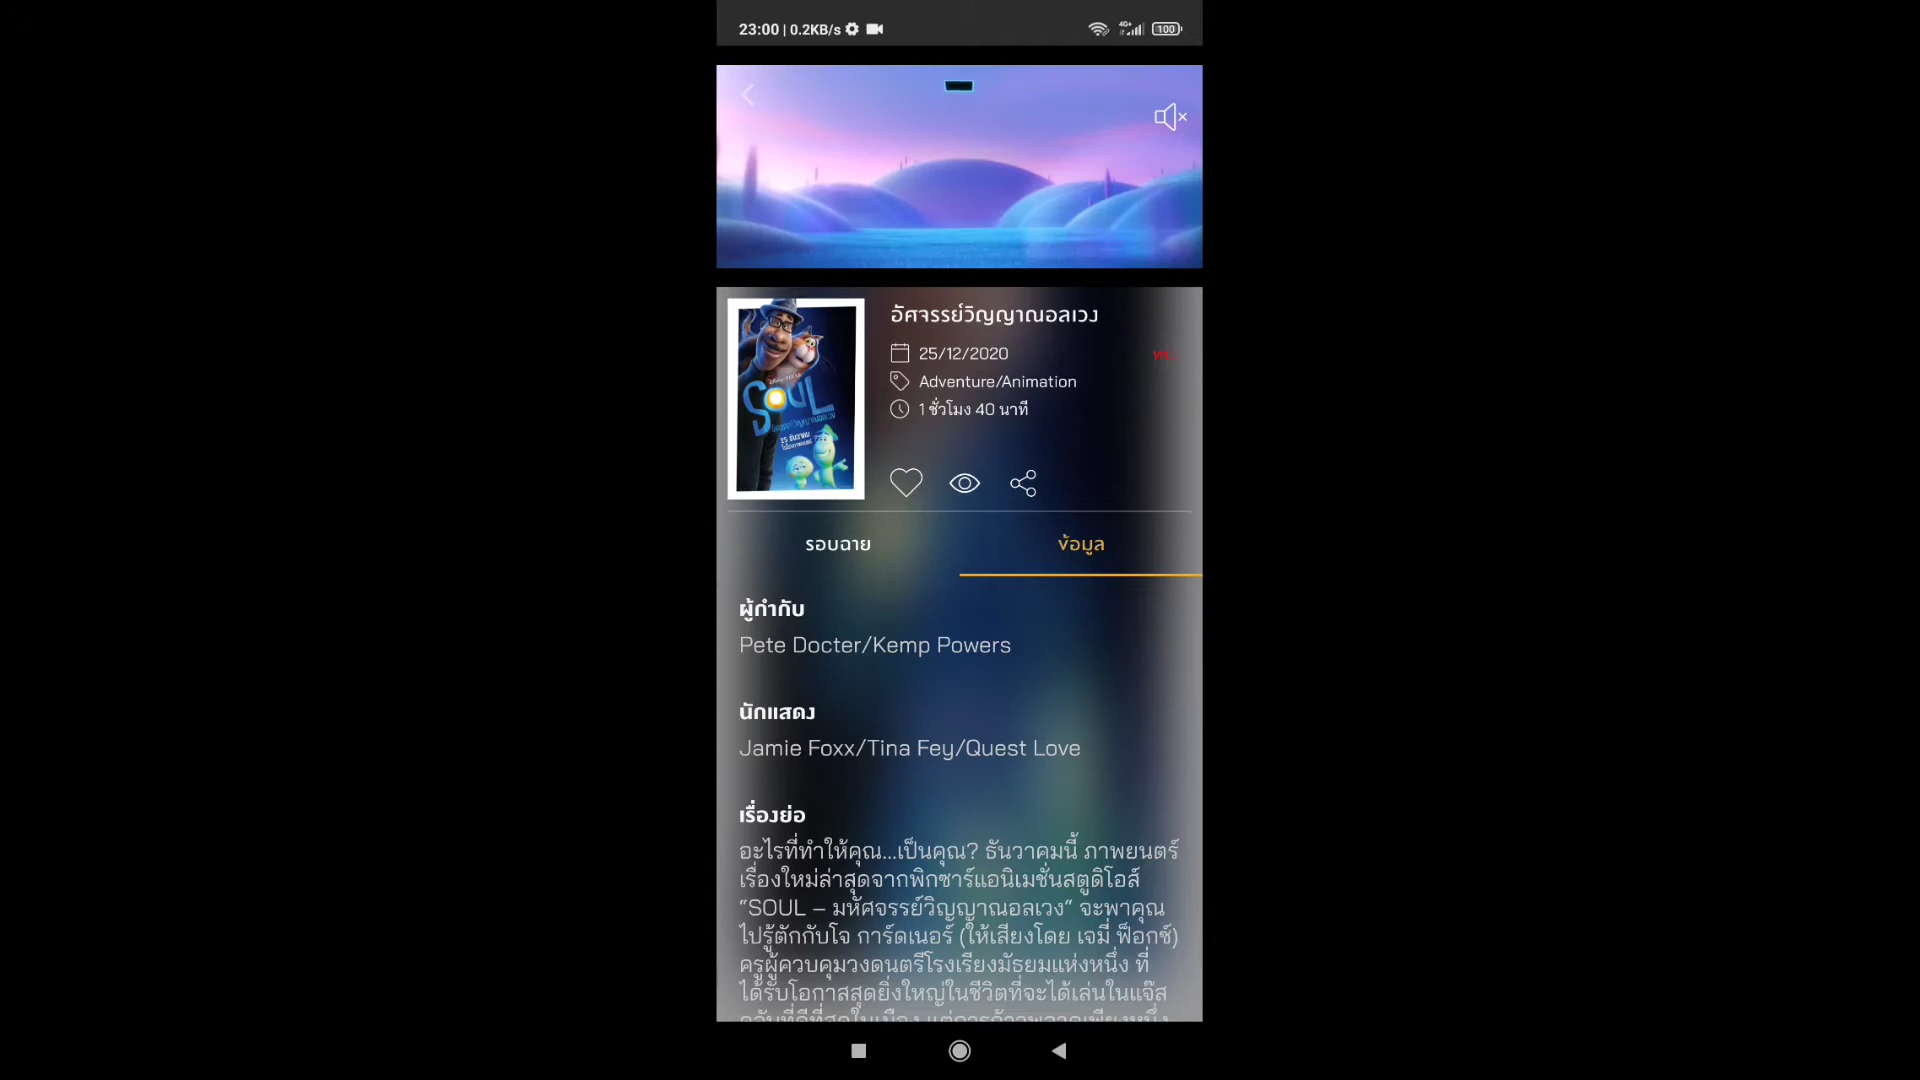 23:00 | 0.2KB/s
4G+
100
อัศจรรย์วิญญาณอลเวง
25/12/2020
Adventure/Animation
1 ชั่วโมง 40 นาที
SOUL
25 ธันวาคม
รอบฉาย
ข้อมูล
ผู้กำกับ
Pete Docter/Kemp Powers
นักแสดง
Jamie Foxx/Tina Fey/Quest Love
เรื่องย่อ
อะไรที่ทำให้คุณ...เป็นคุณ? ธันวาคมนี้ ภาพยนตร์
เรื่องใหม่ล่าสุดจากพิกซาร์แอนิเมชั่นสตูดิโอส์
“SOUL – มหัศจรรย์วิญญาณอลเวง” จะพาคุณ
ไปรู้ตักกับโจ การ์ดเนอร์ (ให้เสียงโดย เจมี่ ฟ็อกซ์)
ครูผู้ควบคุมวงดนตรีโรงเรียงมัธยมแห่งหนึ่ง ที่
ได้รับโอกาสสุดยิ่งใหญ่ในชีวิตที่จะได้เล่นในแจ๊ส